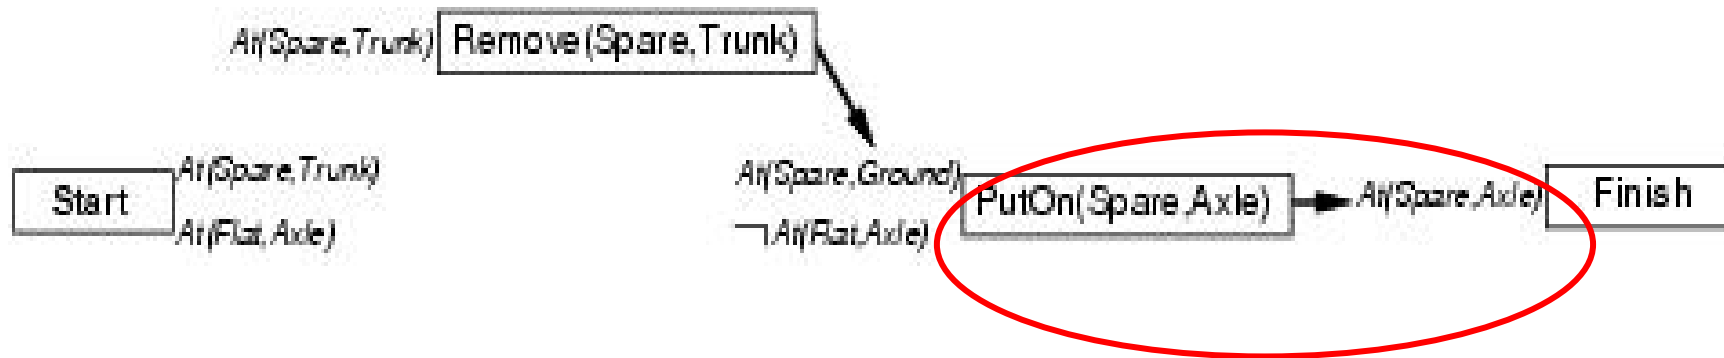 At(Spare,Trunk) Remove(Spare,Trunk)
Start
At(Spare,Trunk)
At(Flat,Axle)
At(Spare,Ground)
¬At(Flat,Axle)
PutOn(Spare,Axle)
At(Spare,Axle)
Finish